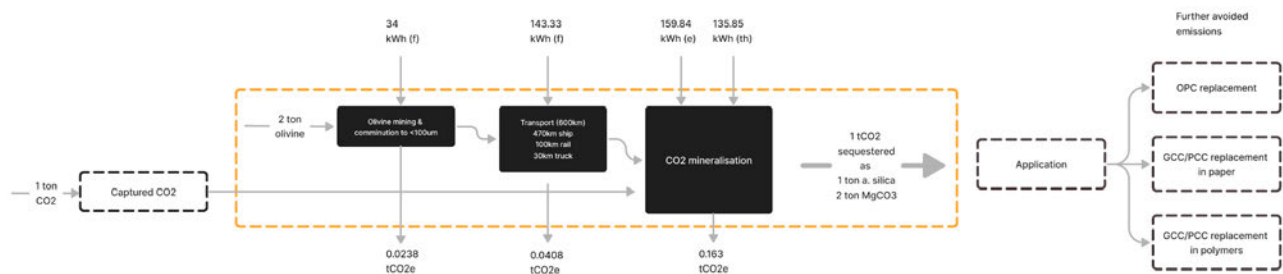 34
kWh (f)
143.33
kWh (f)
159.84
kWh (e)
135.85
kWh (th)
Further avoided
emissions
2 ton
olivine
Olivine mining &
comminution to <100um
Transport (600km)
470km ship
100km rail
30km truck
CO2 mineralisation
1 tCO2
sequestered
as
1 ton a. silica
2 ton MgCO3
Application
OPC replacement
GCC/PCC replacement
in paper
GCC/PCC replacement
in polymers
1 ton
CO2
Captured CO2
0.0238
tCO2e
0.0408
tCO2e
0.163
tCO2e